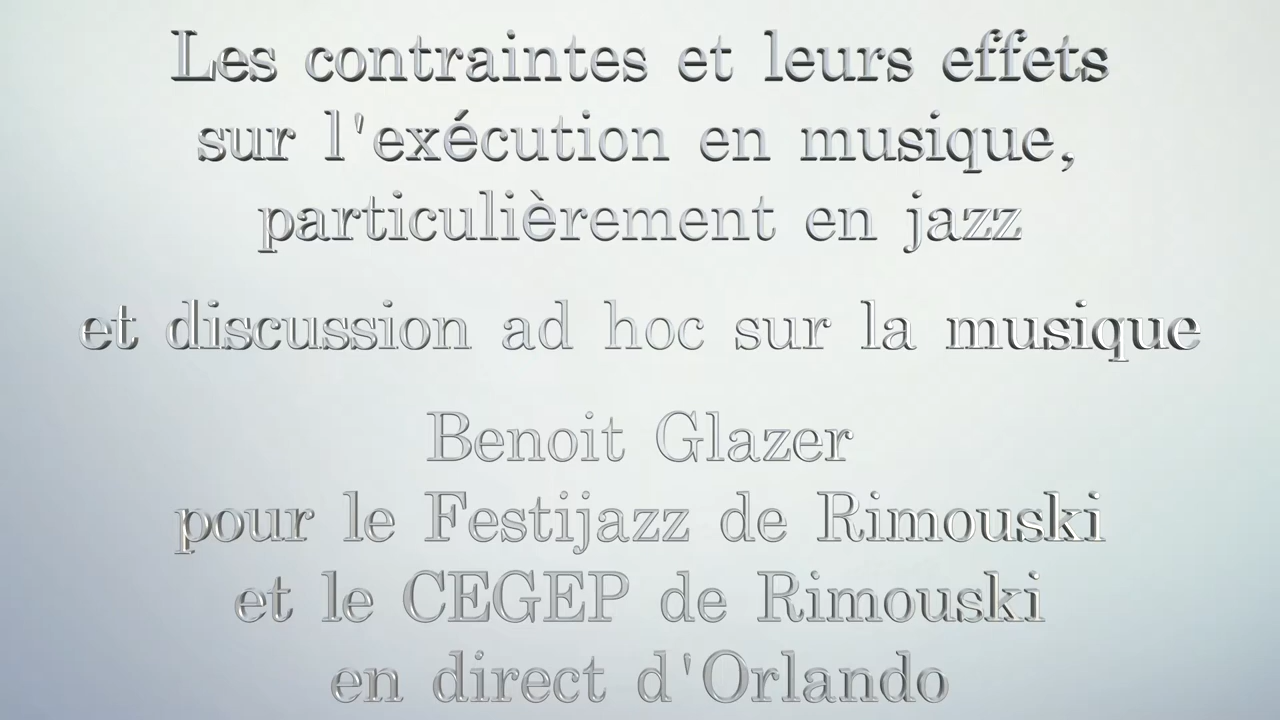 Les contraintes et leurs effets
sur l'exécution en musique,
particulièrement en jazz
et discussion ad hoc sur la musique
Benoit Glazer
pour le Festijazz de Rimouski
et le CEGEP de Rimouski
en direct d'Orlando